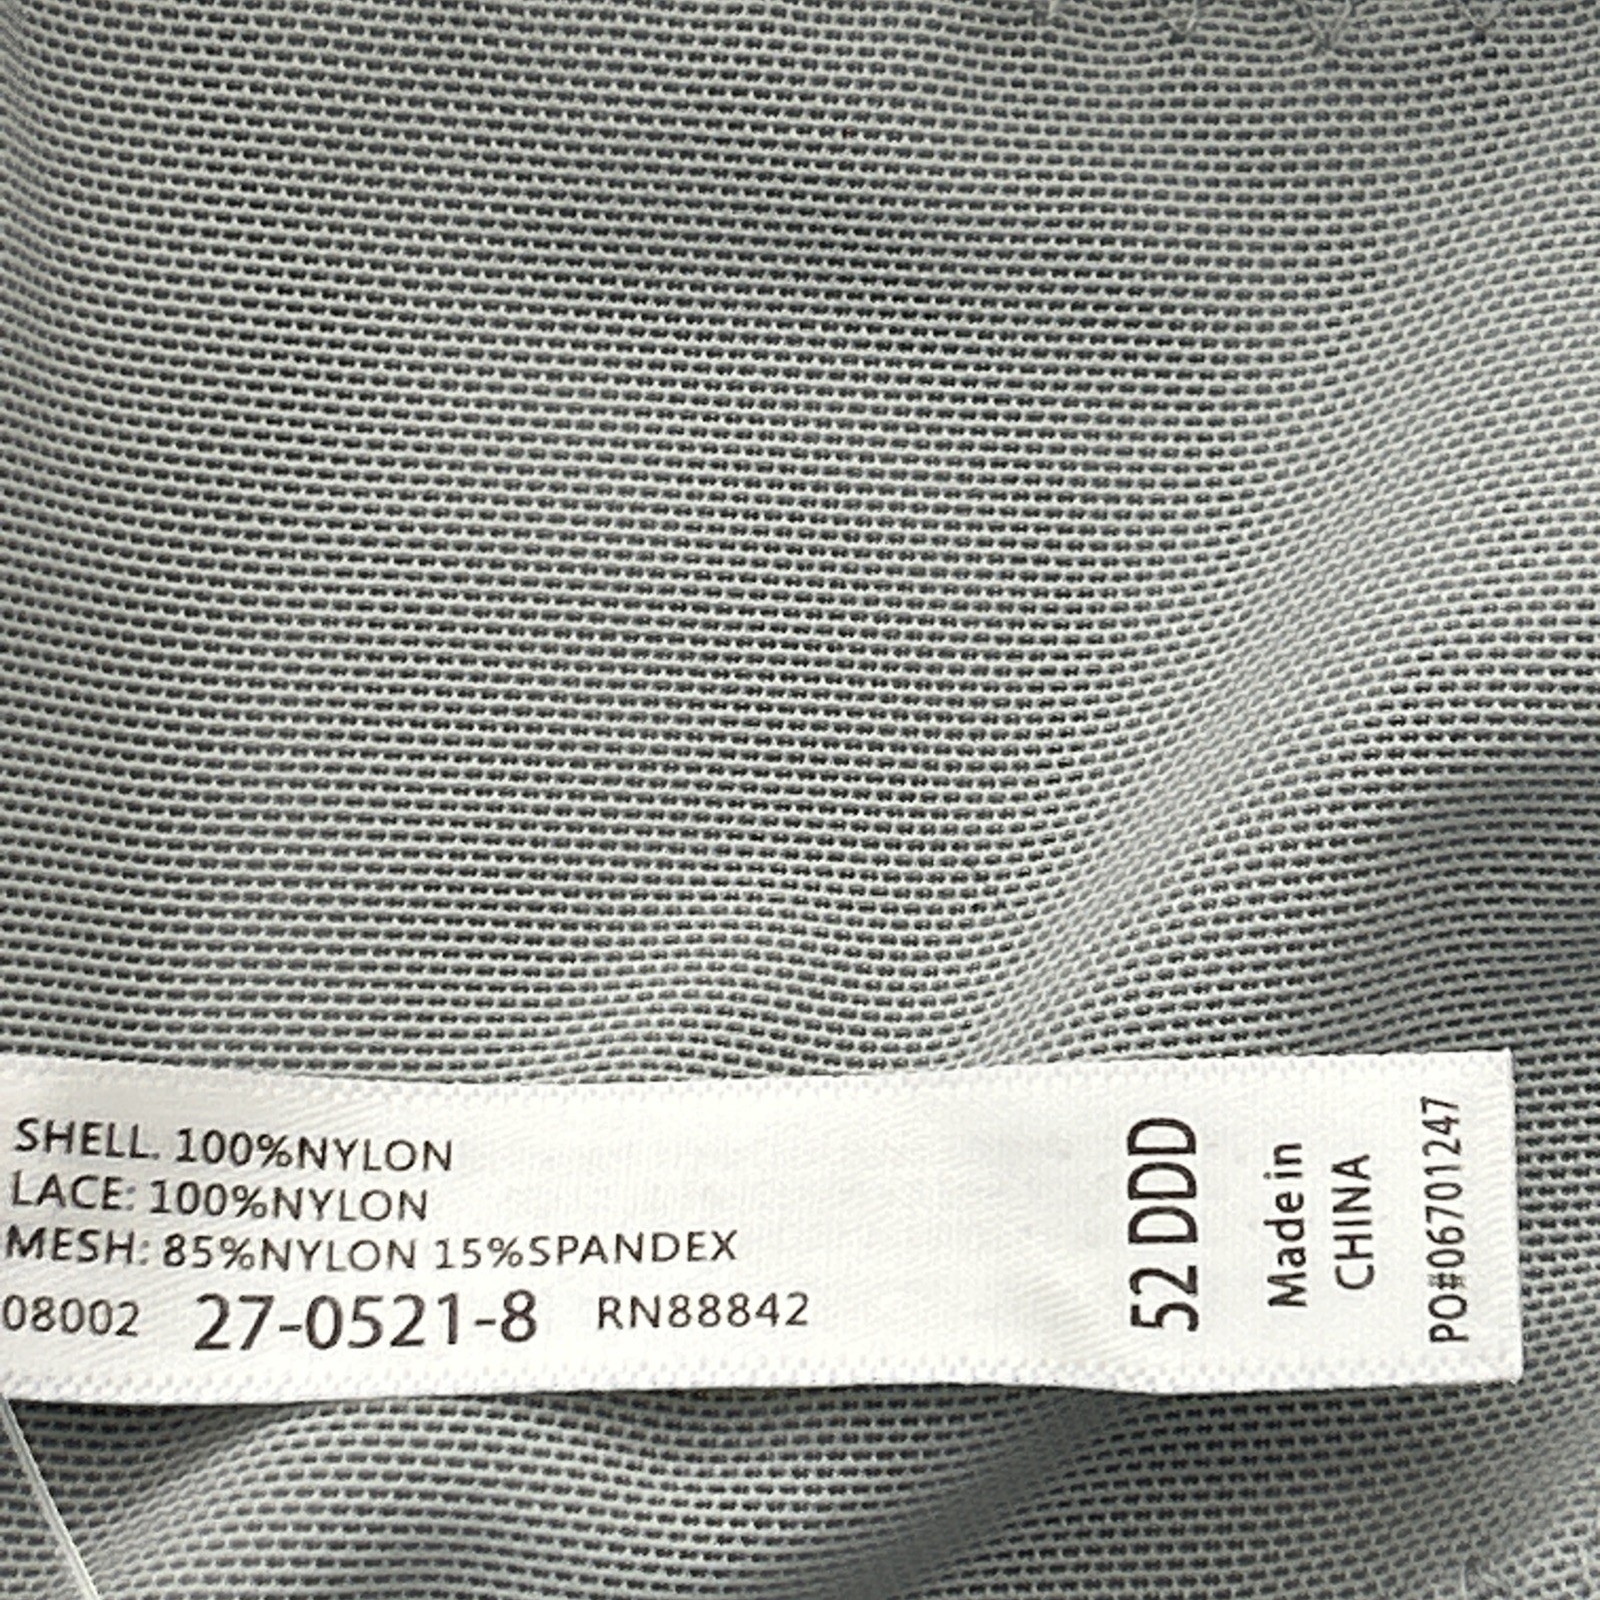 SHELL. 100%NYLON
LACE: 100%NYLON
MESH: 85%NYLON 15%SPANDEX
08002 27-0521-8 RN88842
52 DDD
Made in
CHINA
PO#06701247